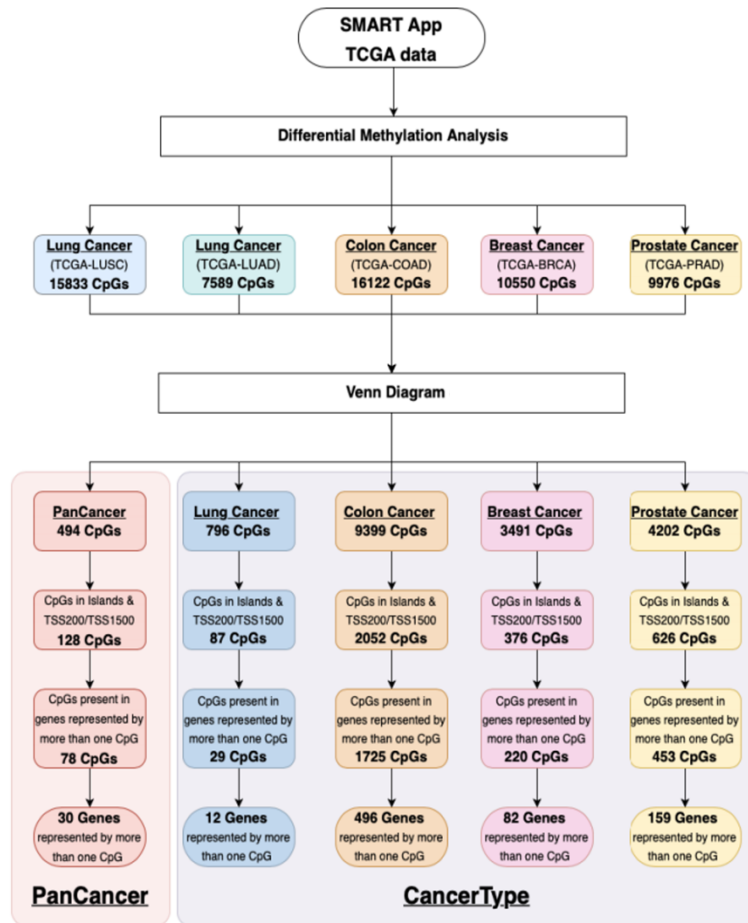 SMART App
TCGA data
Differential Methylation Analysis
Lung Cancer
(TCGA-LUSC)
15833 CpGs
Lung Cancer
(TCGA-LUAD)
7589 CpGs
Colon Cancer
(TCGA-COAD)
16122 CpGs
Breast Cancer
(TCGA-BRCA)
10550 CpGs
Prostate Cancer
(TCGA-PRAD)
9976 CpGs
Venn Diagram
PanCancer
494 CpGs
Lung Cancer
796 CpGs
Colon Cancer
9399 CpGs
Breast Cancer
3491 CpGs
Prostate Cancer
4202 CpGs
CpGs in Islands &
TSS200/TSS1500
128 CpGs
CpGs in Islands &
TSS200/TSS1500
87 CpGs
CpGs in Islands &
TSS200/TSS1500
2052 CpGs
CpGs in Islands &
TSS200/TSS1500
376 CpGs
CpGs in Islands &
TSS200/TSS1500
626 CpGs
CpGs present in
genes represented by
more than one CpG
78 CpGs
CpGs present in
genes represented by
more than one CpG
29 CpGs
CpGs present in
genes represented by
more than one CpG
1725 CpGs
CpGs present in
genes represented by
more than one CpG
220 CpGs
CpGs present in
genes represented by
more than one CpG
453 CpGs
30 Genes
represented by more
than one CpG
12 Genes
represented by more
than one CpG
496 Genes
represented by more
than one CpG
82 Genes
represented by more
than one CpG
159 Genes
represented by more
than one CpG
PanCancer
CancerType